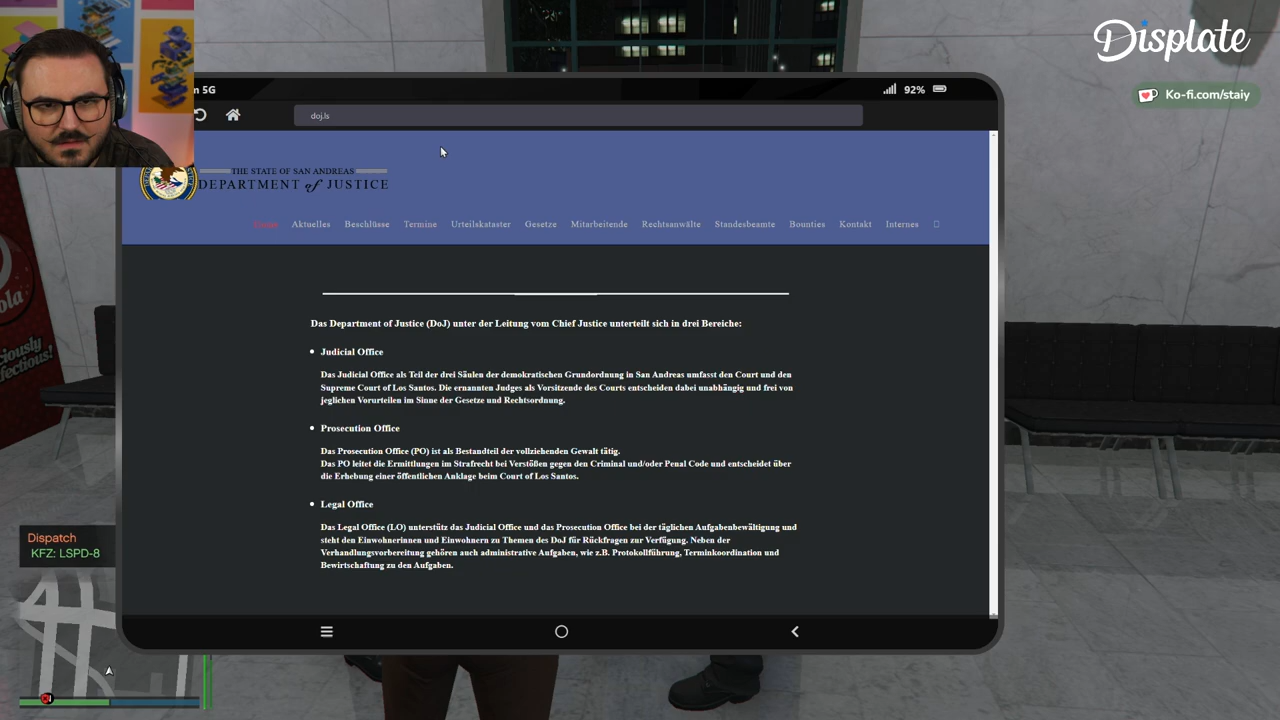 Displate
Ko-fi.com/staiy
5G
92%
doj.ls
THE STATE OF SAN ANDREAS
DEPARTMENT of JUSTICE
Home Aktuelles Beschlüsse Termine Urteilskataster Gesetze Mitarbeitende Rechtsanwälte Standesbeamte Bounties Kontakt Internes
Das Department of Justice (DoJ) unter der Leitung vom Chief Justice unterteilt sich in drei Bereiche:
• Judicial Office
Das Judicial Office als Teil der drei Säulen der demokratischen Grundordnung in San Andreas umfasst den Court und den
Supreme Court of Los Santos. Die ernannten Judges als Vorsitzende des Courts entscheiden dabei unabhängig und frei von
jeglichen Vorurteilen im Sinne der Gesetze und Rechtsordnung.
• Prosecution Office
Das Prosecution Office (PO) ist als Bestandteil der vollziehenden Gewalt tätig.
Das PO leitet die Ermittlungen im Strafrecht bei Verstößen gegen den Criminal und/oder Penal Code und entscheidet über
die Erhebung einer öffentlichen Anklage beim Court of Los Santos.
• Legal Office
Das Legal Office (LO) unterstütz das Judicial Office und das Prosecution Office bei der täglichen Aufgabenbewältigung und
steht den Einwohnerinnen und Einwohnern zu Themen des DoJ für Rückfragen zur Verfügung. Neben der
Verhandlungsvorbereitung gehören auch administrative Aufgaben, wie z.B. Protokollführung, Terminkoordination und
Bewirtschaftung zu den Aufgaben.
Dispatch
KFZ: LSPD-8